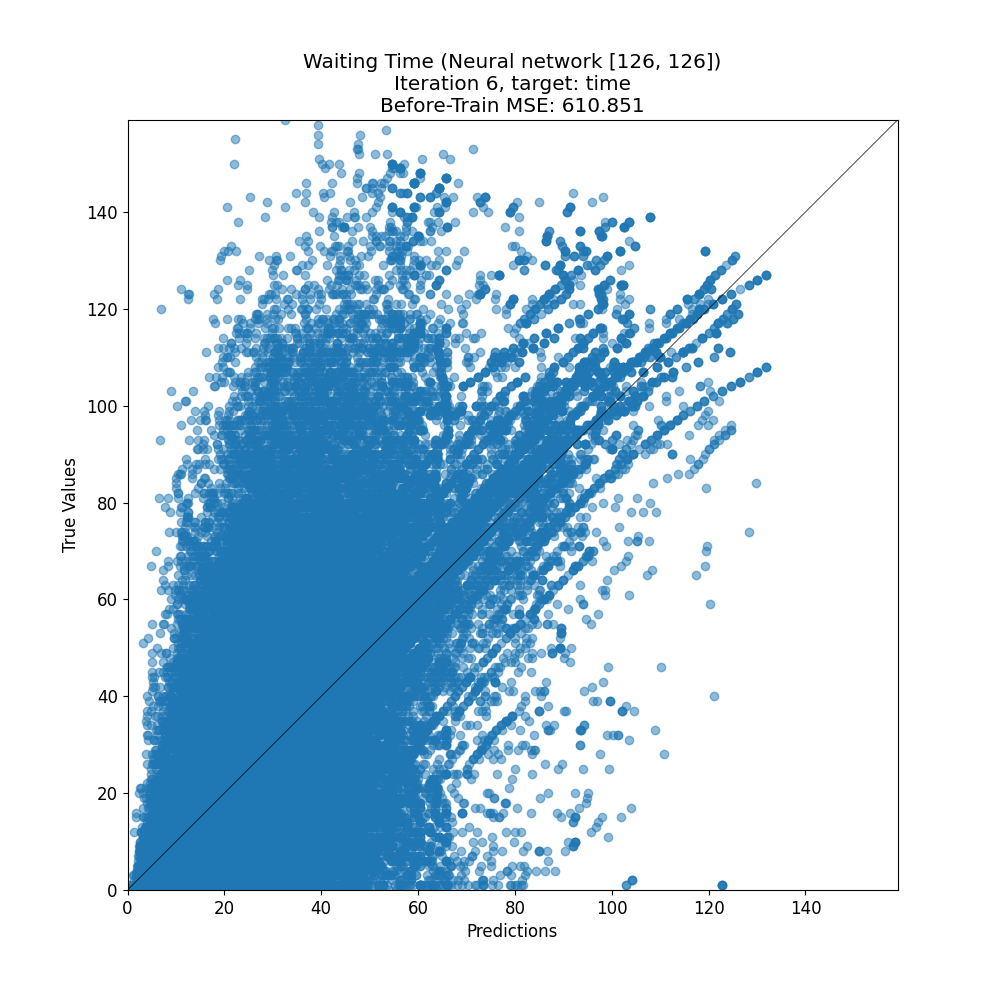 Waiting Time (Neural network [126, 126])
Iteration 6, target: time
Before-Train MSE: 610.851
True Values
140
120
100
80
60
40
20
0
0 20 40 60 80 100 120 140
Predictions